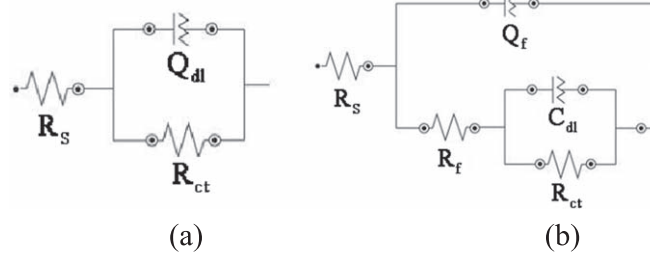 Q_dl
R_S
R_ct
(a)
Q_f
R_S
C_dl
R_f
R_ct
(b)